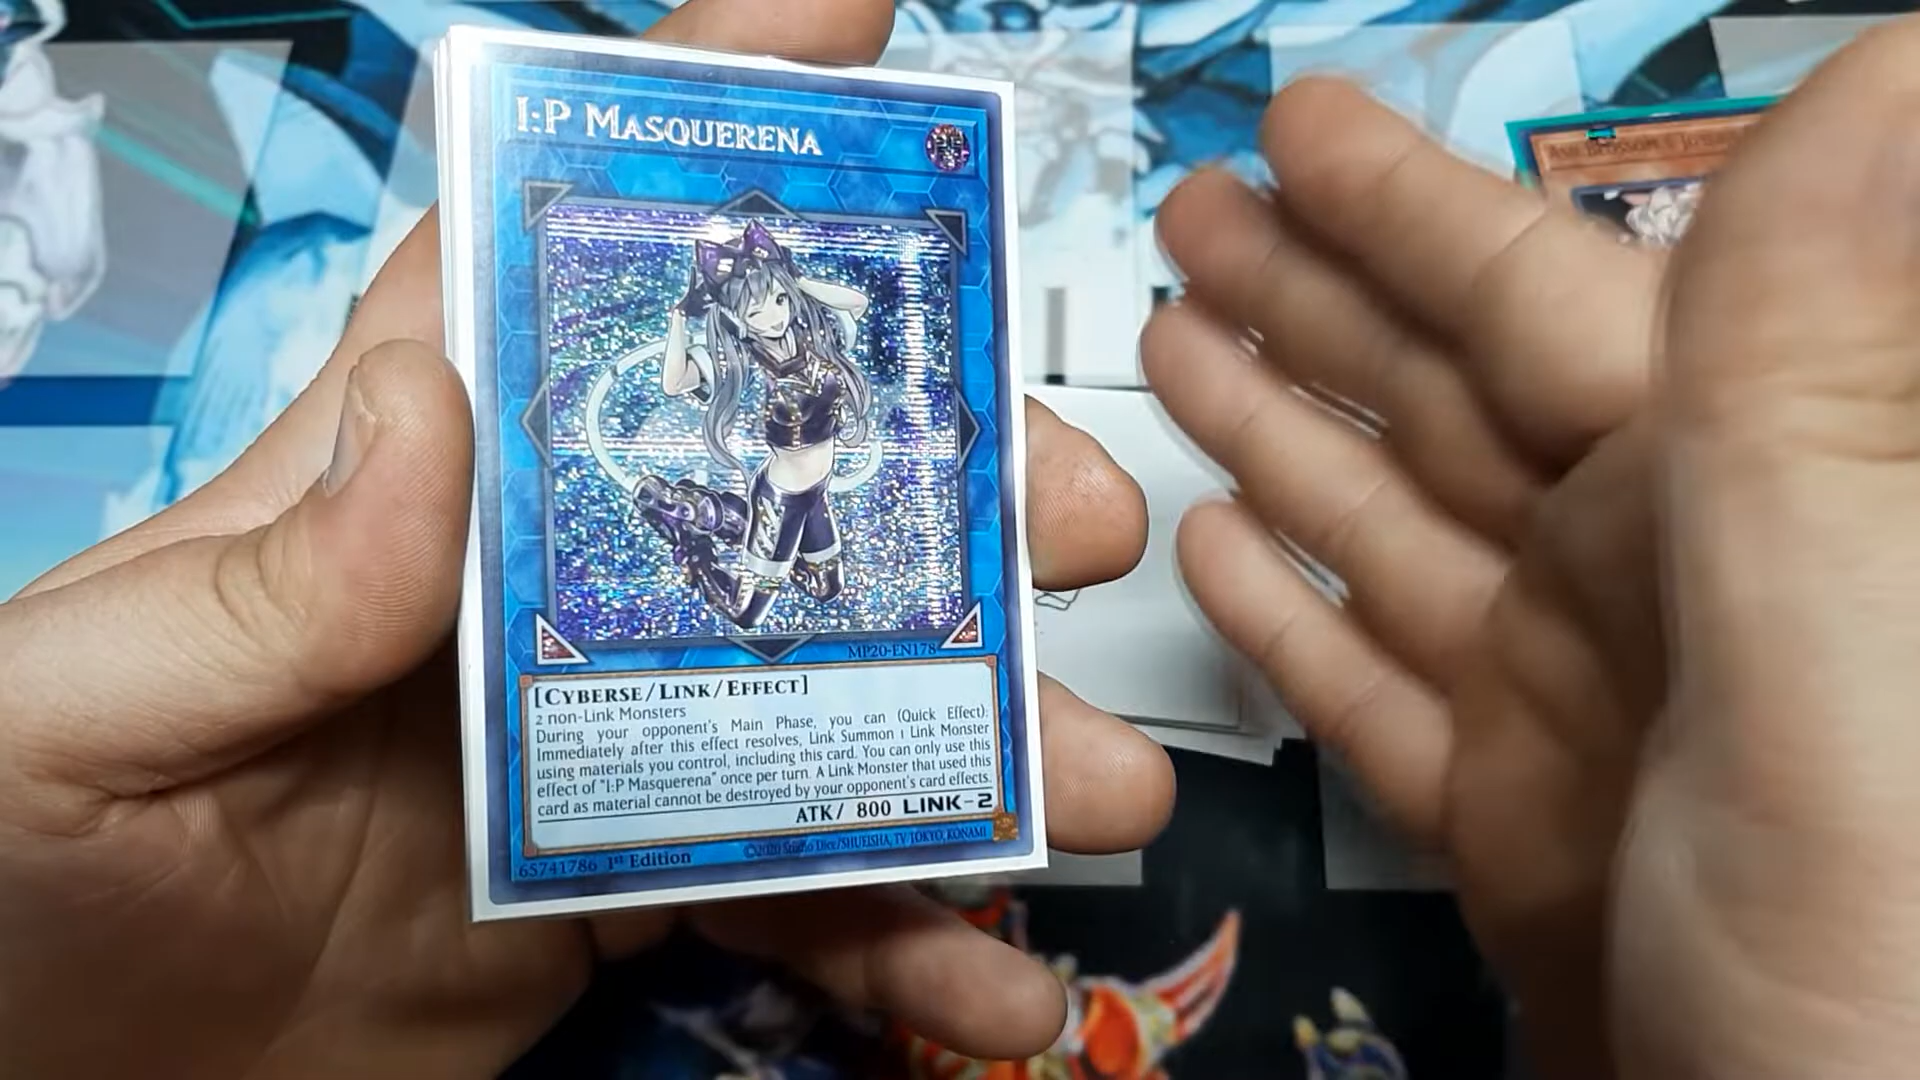 I:P MASQUERENA
ASH BLOSSOM & JOYOUS
MP20-EN178
[CYBERSE/LINK/EFFECT]
2 non-Link Monsters
During your opponent's Main Phase, you can (Quick Effect):
Immediately after this effect resolves, Link Summon 1 Link Monster
using materials you control, including this card. You can only use this
effect of "I:P Masquerena" once per turn. A Link Monster that used this
card as material cannot be destroyed by your opponent's card effects.
ATK/ 800 LINK-2
65741786 1st Edition
©2020 Studio Dice/SHUEISHA, TV TOKYO, KONAMI